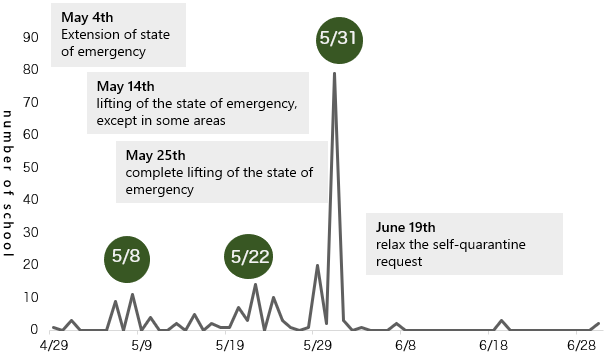 May 4th
Extension of state
of emergency
May 14th
lifting of the state of emergency,
except in some areas
May 25th
complete lifting of the state of
emergency
June 19th
relax the self-quarantine
request
5/8
5/22
5/31
number of school
90
80
70
60
50
40
30
20
10
0
4/29
5/9
5/19
5/29
6/8
6/18
6/28